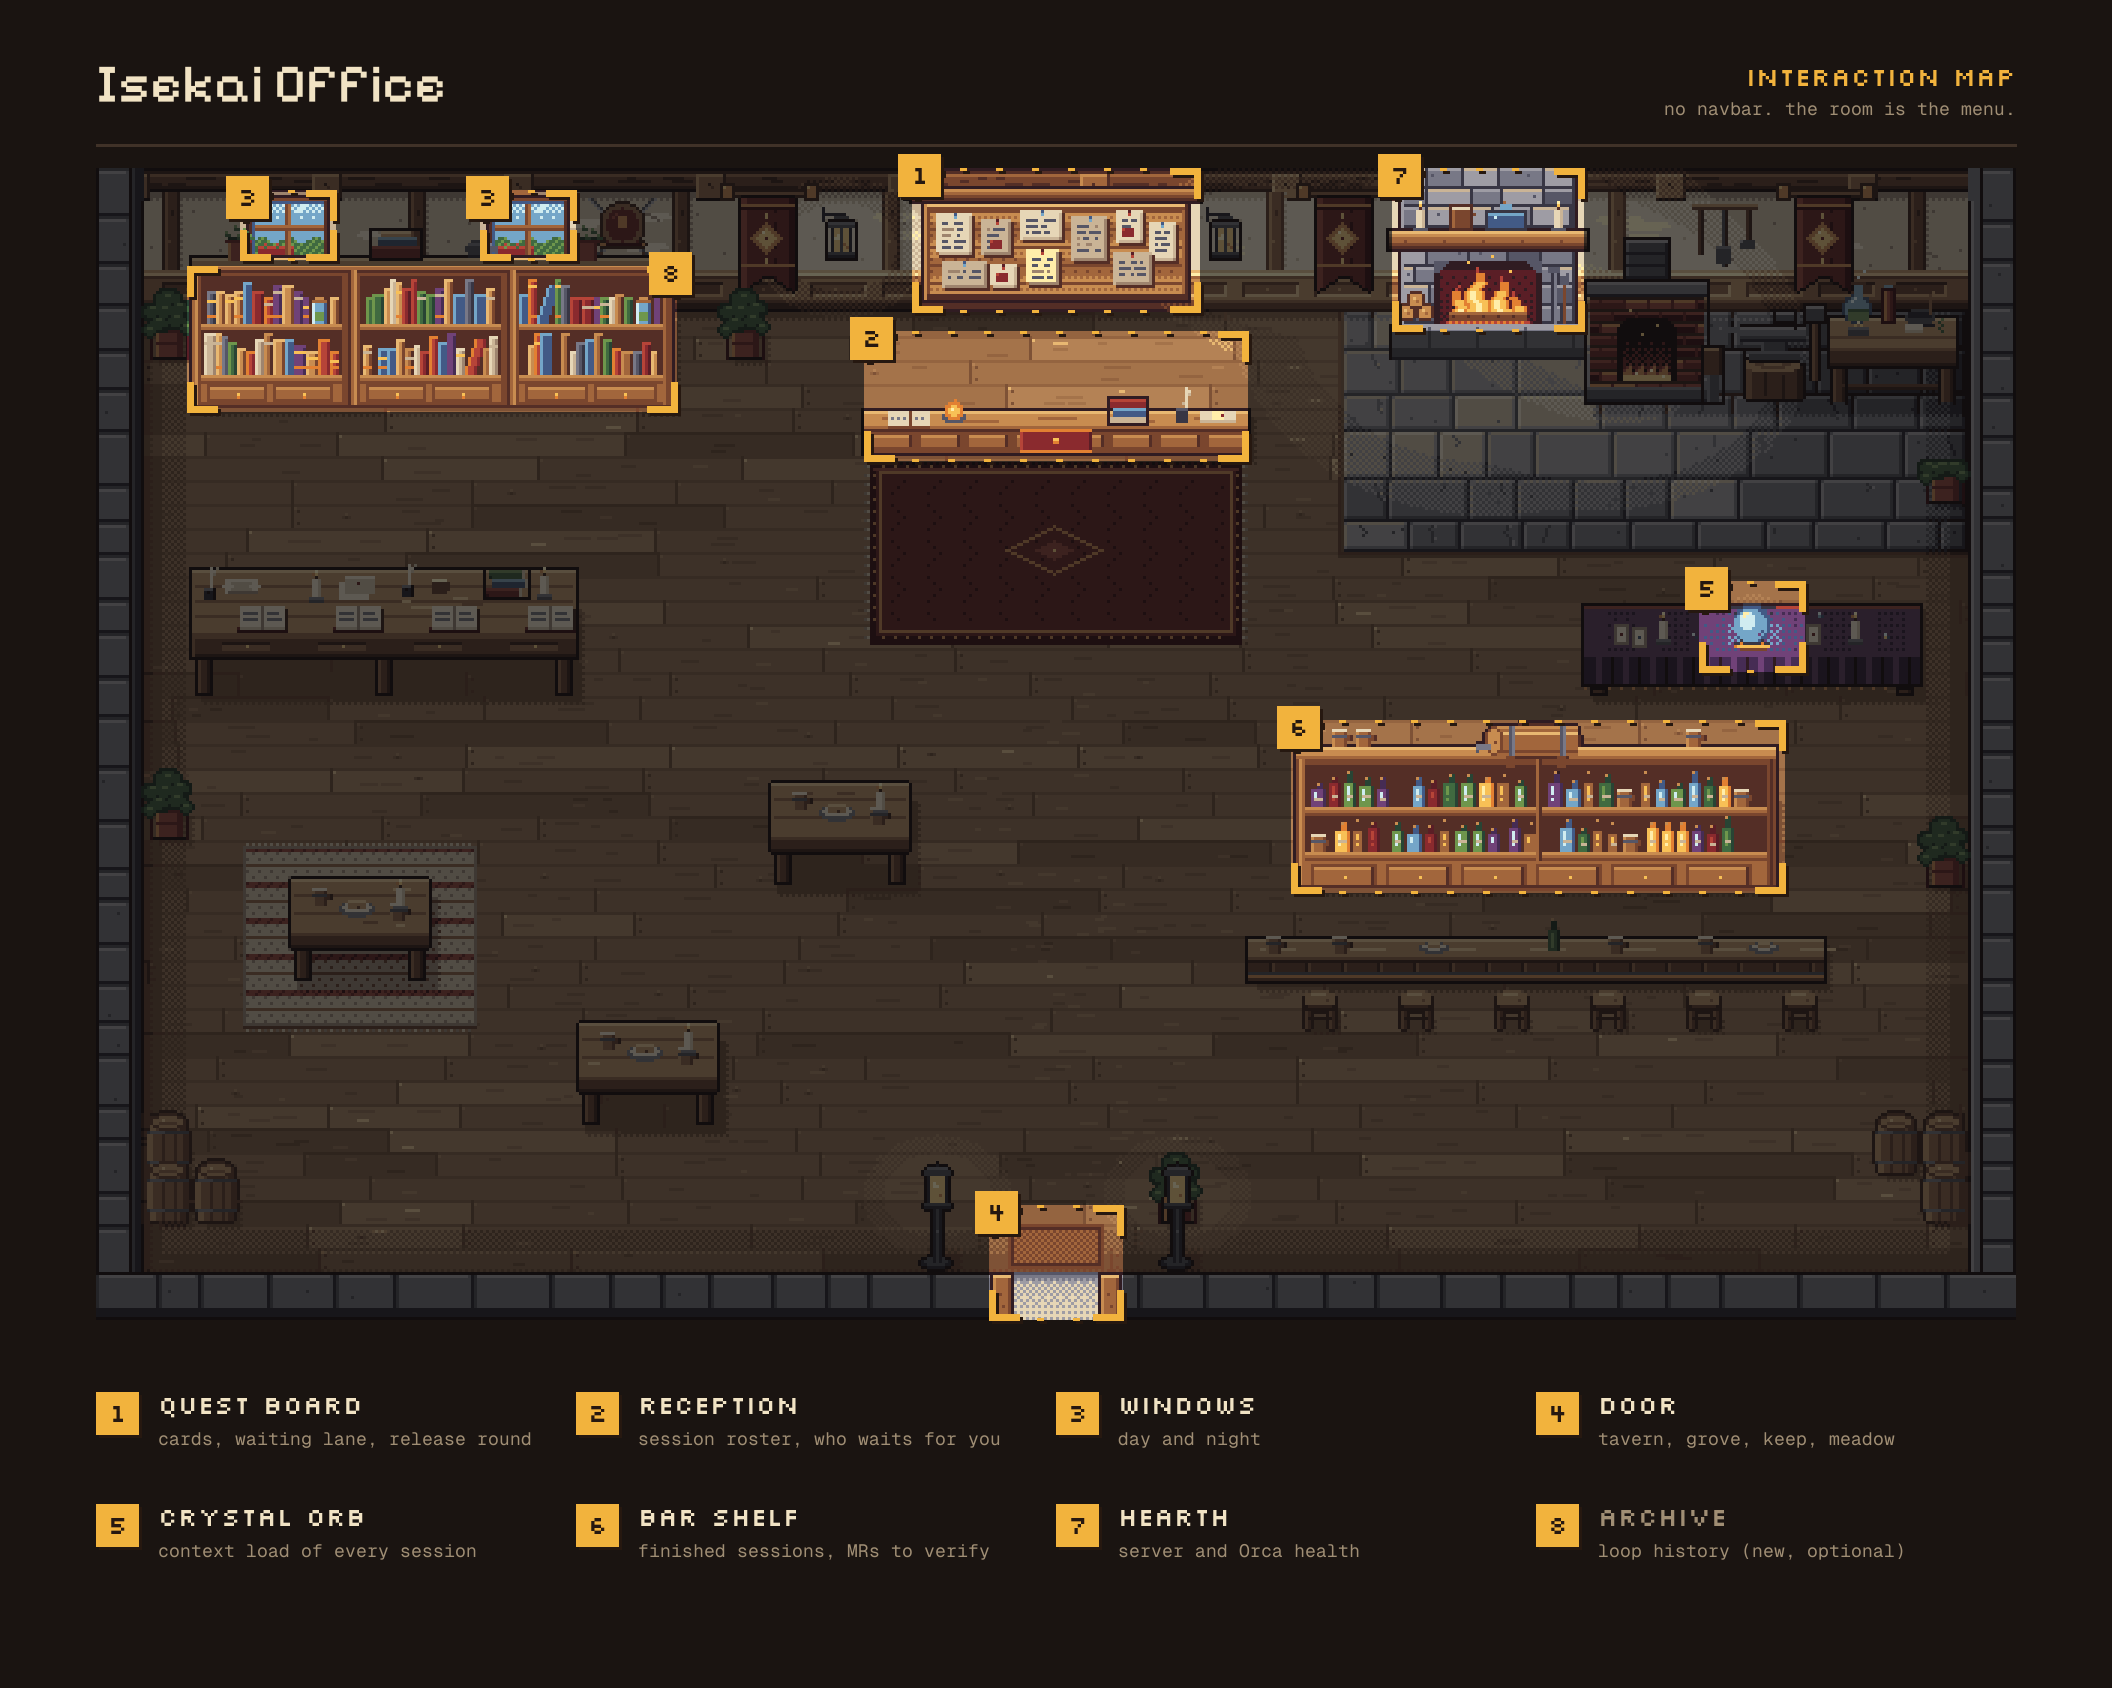 Isekai Office
INTERACTION MAP
no navbar. the room is the menu.
3
3
1
7
8
2
5
6
4
1 QUEST BOARD
cards, waiting lane, release round
2 RECEPTION
session roster, who waits for you
3 WINDOWS
day and night
4 DOOR
tavern, grove, keep, meadow
5 CRYSTAL ORB
context load of every session
6 BAR SHELF
finished sessions, MRs to verify
7 HEARTH
server and Orca health
8 ARCHIVE
loop history (new, optional)